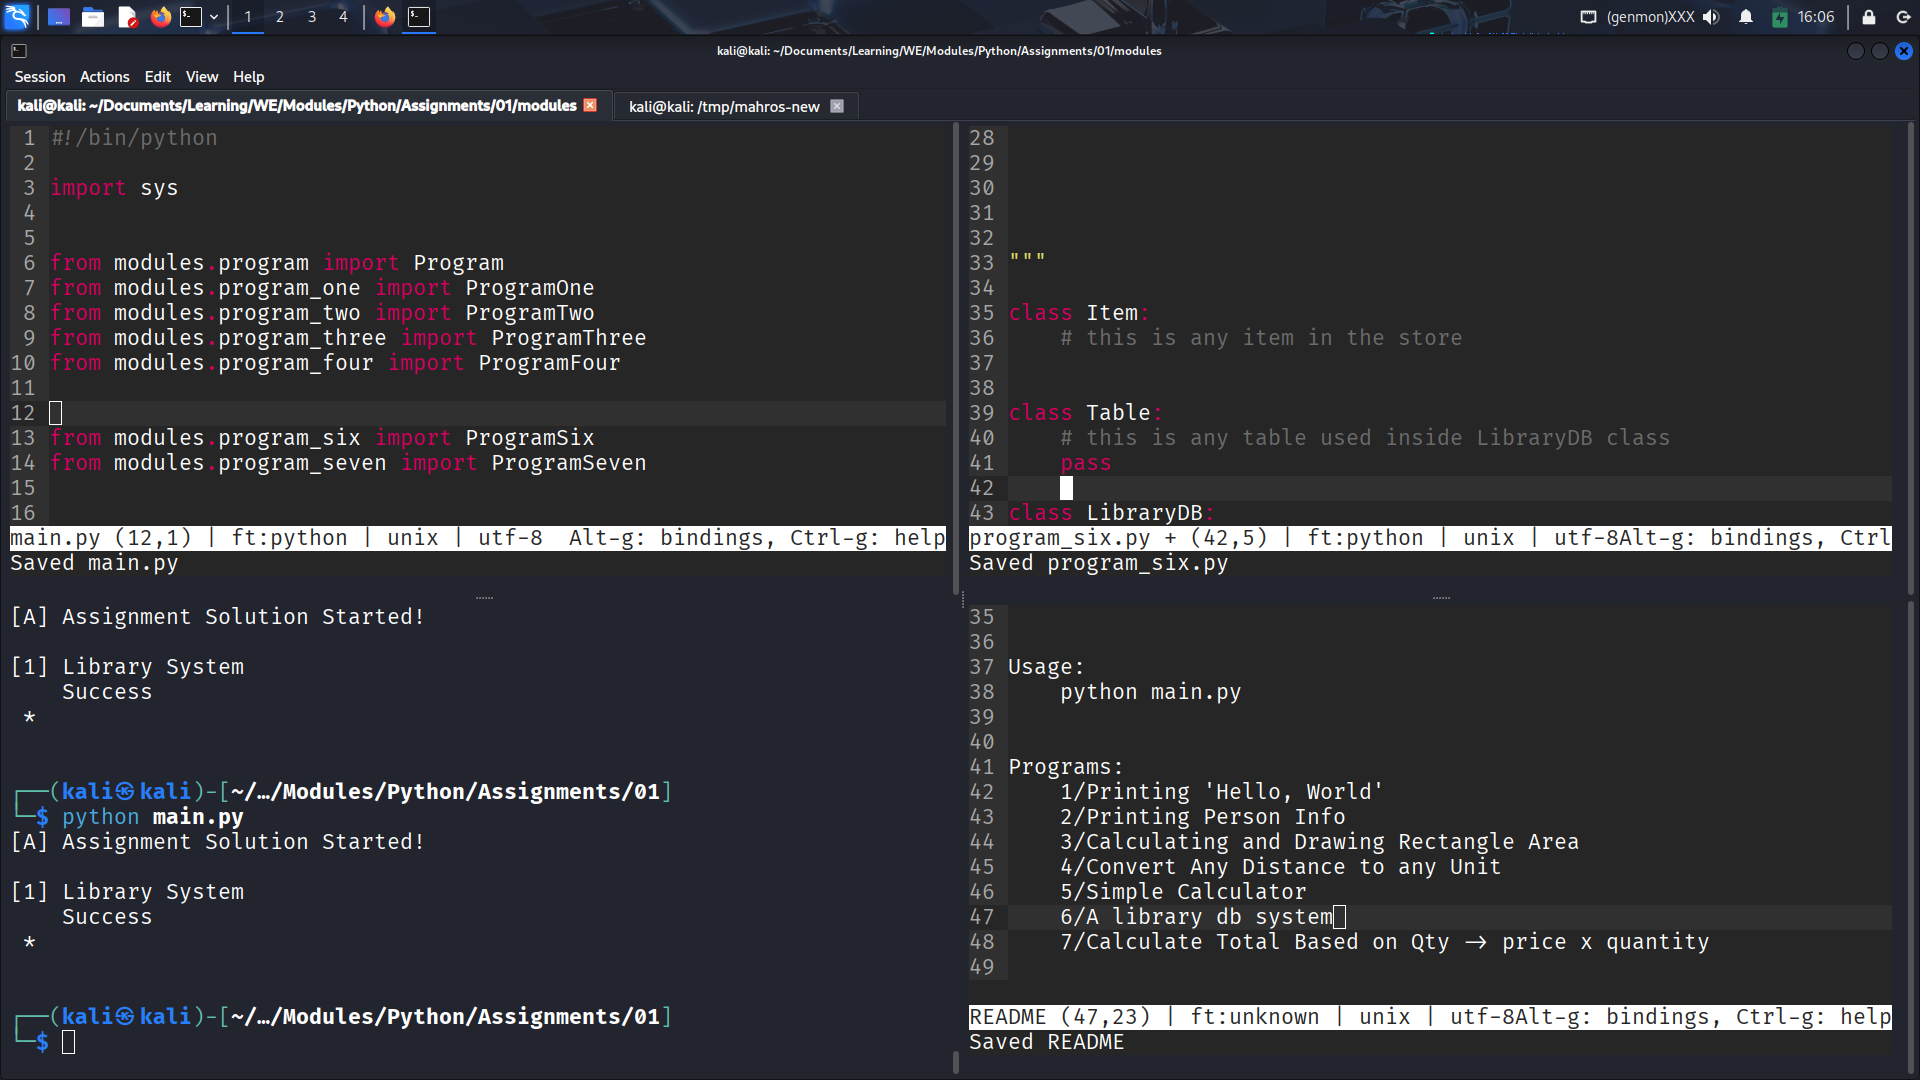 1 2 3 4 (genmon)XXX 16:06
kali@kali: ~/Documents/Learning/WE/Modules/Python/Assignments/01/modules
Session Actions Edit View Help
kali@kali: ~/Documents/Learning/WE/Modules/Python/Assignments/01/modules
kali@kali: /tmp/mahros-new
1 #!/bin/python
2
3 import sys
4
5
6 from modules.program import Program
7 from modules.program_one import ProgramOne
8 from modules.program_two import ProgramTwo
9 from modules.program_three import ProgramThree
10 from modules.program_four import ProgramFour
11
12
13 from modules.program_six import ProgramSix
14 from modules.program_seven import ProgramSeven
15
16
main.py (12,1) | ft:python | unix | utf-8  Alt-g: bindings, Ctrl-g: help
Saved main.py
28
29
30
31
32
33 """
34
35 class Item:
36     # this is any item in the store
37
38
39 class Table:
40     # this is any table used inside LibraryDB class
41     pass
42
43 class LibraryDB:
program_six.py + (42,5) | ft:python | unix | utf-8Alt-g: bindings, Ctrl
Saved program_six.py
[A] Assignment Solution Started!
[1] Library System
    Success
 *
┌──(kali㉿kali)-[~/…/Modules/Python/Assignments/01]
└─$ python main.py
[A] Assignment Solution Started!
[1] Library System
    Success
 *
┌──(kali㉿kali)-[~/…/Modules/Python/Assignments/01]
└─$
35
36
37 Usage:
38     python main.py
39
40
41 Programs:
42     1/Printing 'Hello, World'
43     2/Printing Person Info
44     3/Calculating and Drawing Rectangle Area
45     4/Convert Any Distance to any Unit
46     5/Simple Calculator
47     6/A library db system
48     7/Calculate Total Based on Qty -> price x quantity
49
README (47,23) | ft:unknown | unix | utf-8Alt-g: bindings, Ctrl-g: help
Saved README